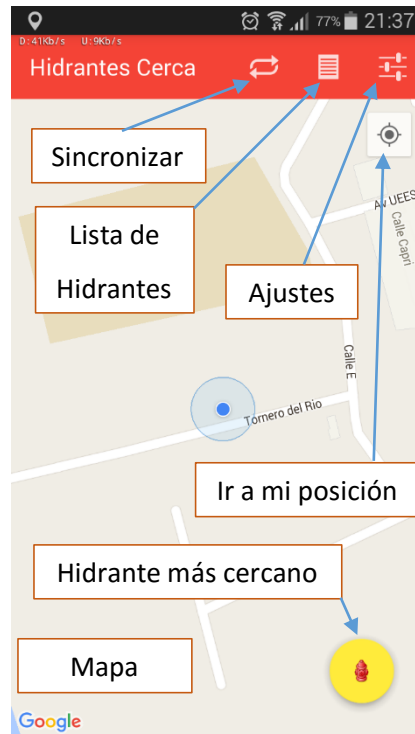 77% 21:37
D:41Kb/s U:9Kb/s
Hidrantes Cerca
Sincronizar
Av UEES
Calle Capri
Lista de
Hidrantes
Ajustes
Calle E
Tornero del Rio
Ir a mi posición
Hidrante más cercano
Mapa
Google